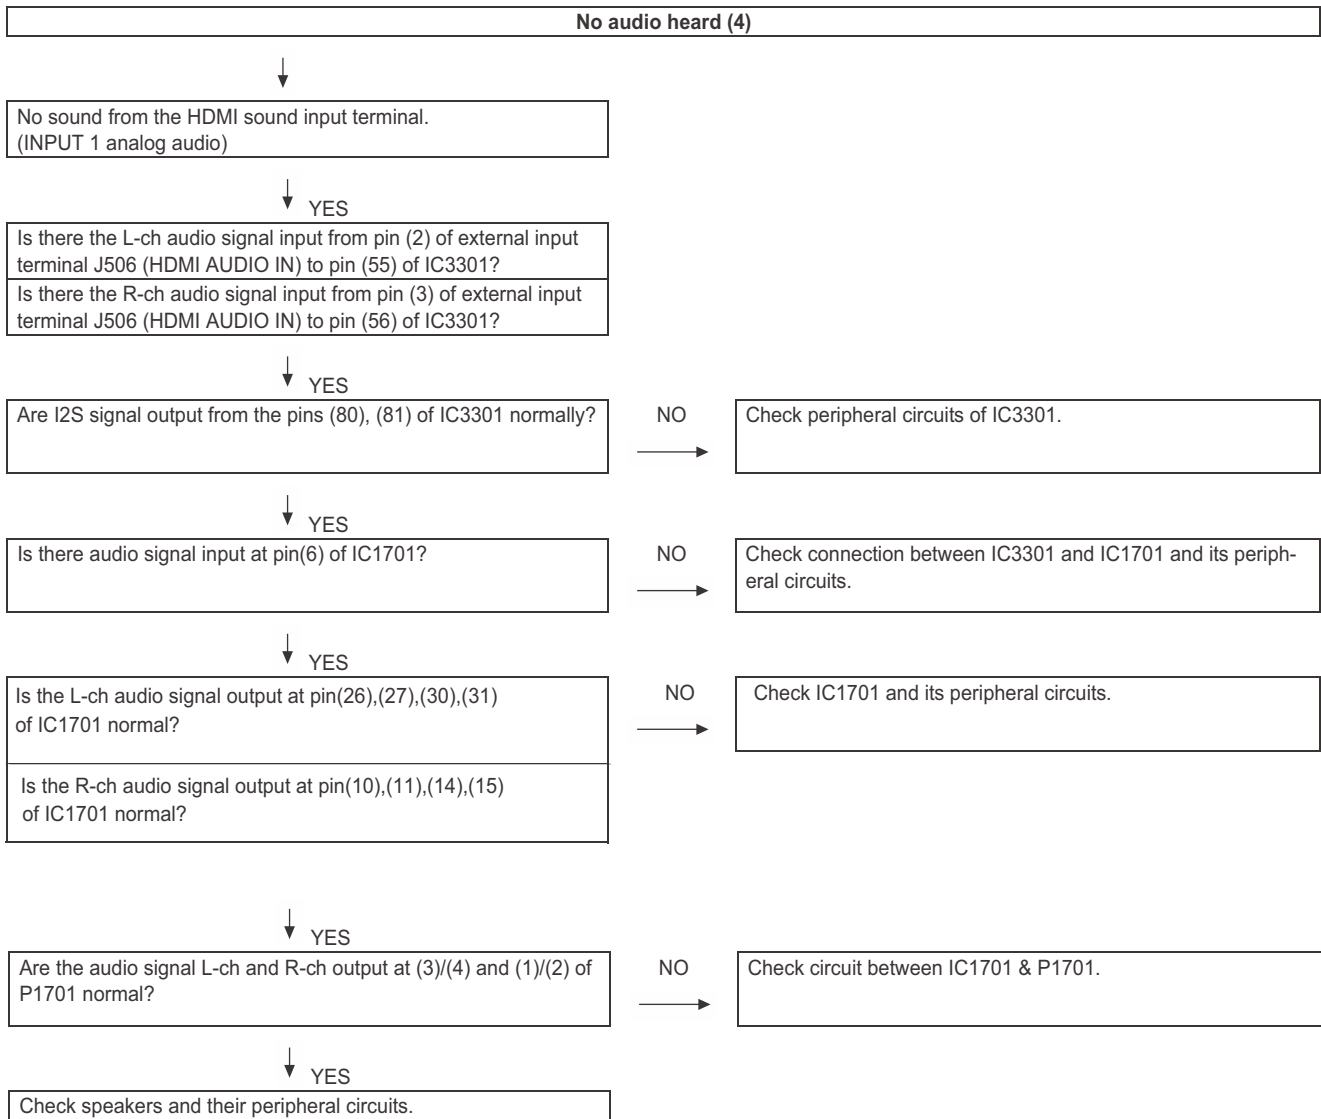 No audio heard (4)
No sound from the HDMI sound input terminal.
(INPUT 1 analog audio)
YES
Is there the L-ch audio signal input from pin (2) of external input
terminal J506 (HDMI AUDIO IN) to pin (55) of IC3301?
Is there the R-ch audio signal input from pin (3) of external input
terminal J506 (HDMI AUDIO IN) to pin (56) of IC3301?
YES
Are I2S signal output from the pins (80), (81) of IC3301 normally?
NO
Check peripheral circuits of IC3301.
YES
Is there audio signal input at pin(6) of IC1701?
NO
Check connection between IC3301 and IC1701 and its periph-
eral circuits.
YES
Is the L-ch audio signal output at pin(26),(27),(30),(31)
of IC1701 normal?
NO
Check IC1701 and its peripheral circuits.
Is the R-ch audio signal output at pin(10),(11),(14),(15)
of IC1701 normal?
YES
Are the audio signal L-ch and R-ch output at (3)/(4) and (1)/(2) of
P1701 normal?
NO
Check circuit between IC1701 & P1701.
YES
Check speakers and their peripheral circuits.